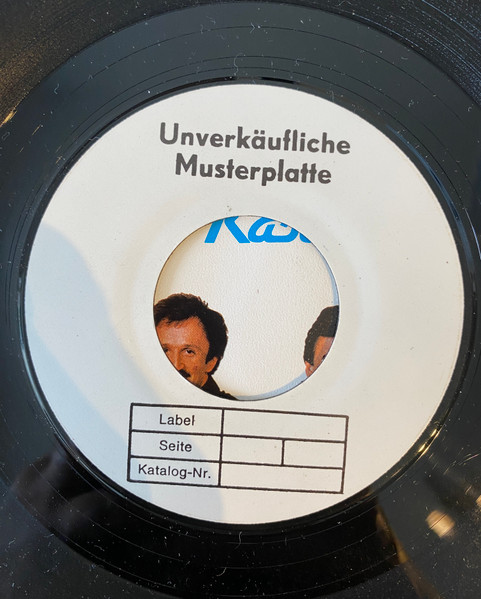 Unverkäufliche
Musterplatte
Label
Seite
Katalog-Nr.